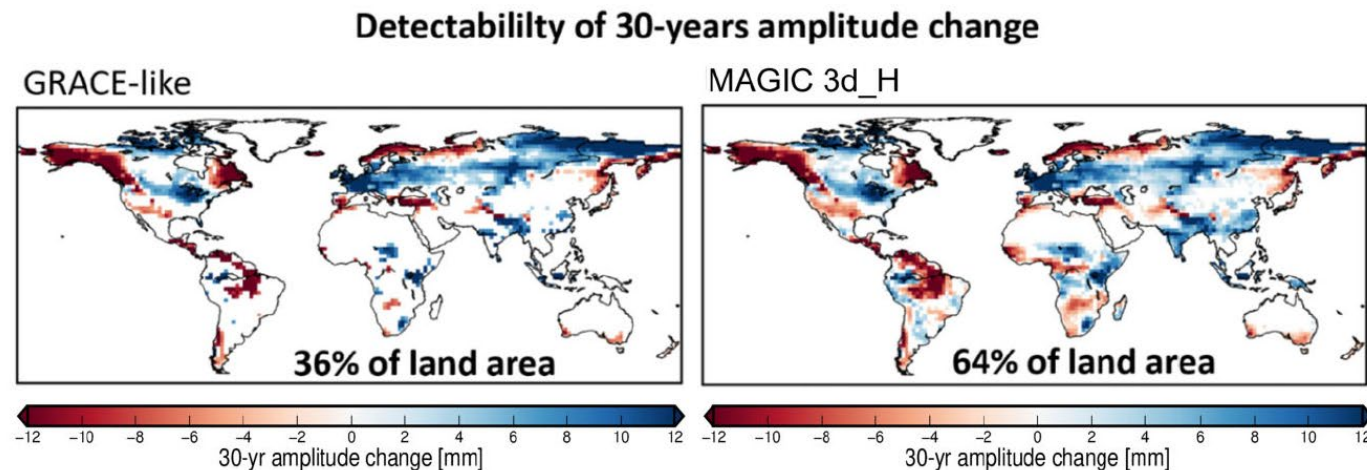 Detectabililty of 30-years amplitude change
GRACE-like
MAGIC 3d_H
36% of land area
64% of land area
−12 −10 −8 −6 −4 −2 0 2 4 6 8 10 12
−12 −10 −8 −6 −4 −2 0 2 4 6 8 10 12
30-yr amplitude change [mm]
30-yr amplitude change [mm]